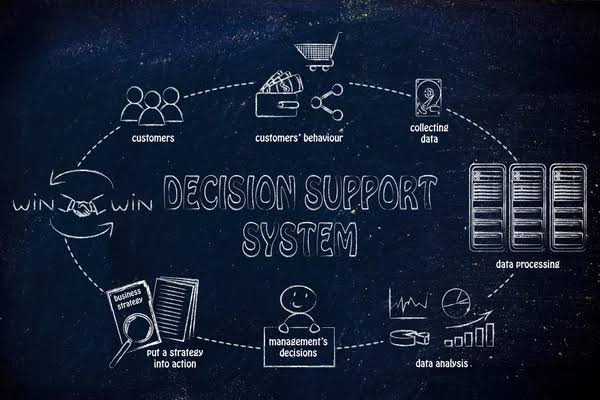 customers
customers' behaviour
collecting
data
WIN WIN
DECISION SUPPORT
SYSTEM
data processing
business
strategy
put a strategy
into action
management's
decisions
data analysis